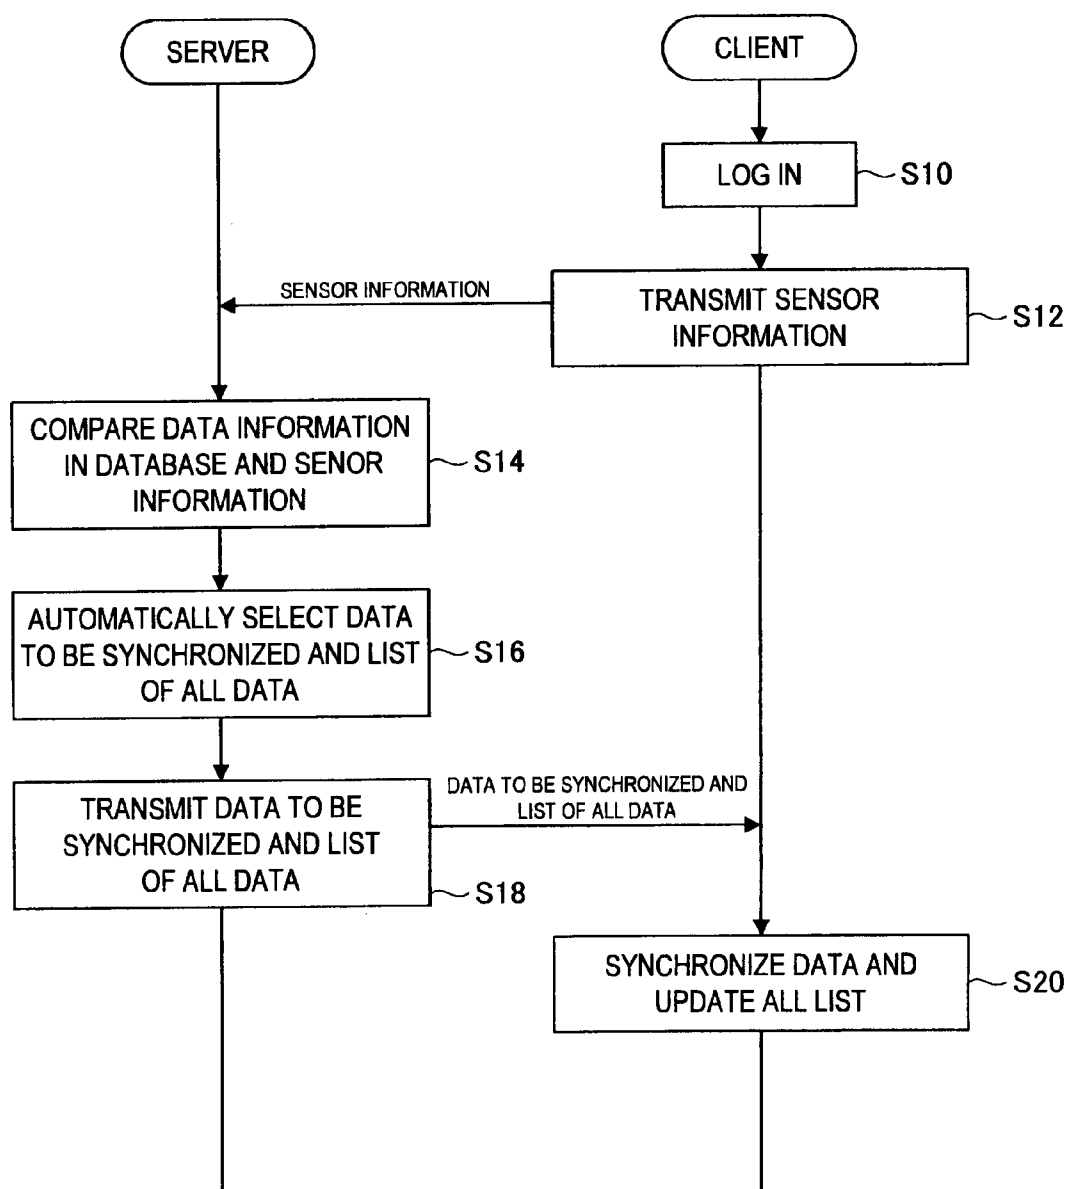 SERVER
CLIENT
LOG IN
S10
SENSOR INFORMATION
TRANSMIT SENSOR
INFORMATION
S12
COMPARE DATA INFORMATION
IN DATABASE AND SENOR
INFORMATION
S14
AUTOMATICALLY SELECT DATA
TO BE SYNCHRONIZED AND LIST
OF ALL DATA
S16
TRANSMIT DATA TO BE
SYNCHRONIZED AND LIST
OF ALL DATA
S18
DATA TO BE SYNCHRONIZED AND
LIST OF ALL DATA
SYNCHRONIZE DATA AND
UPDATE ALL LIST
S20